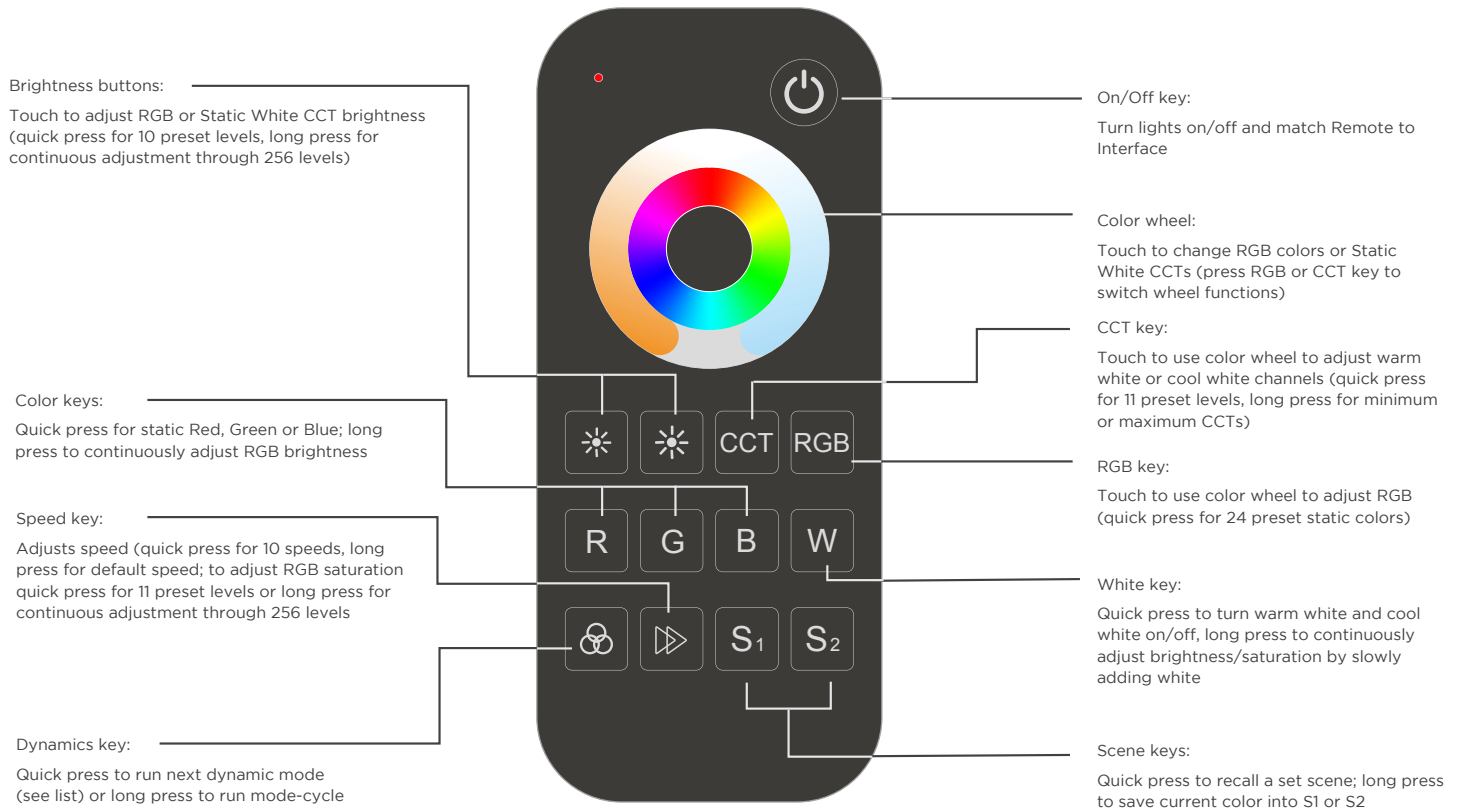 Brightness buttons:
Touch to adjust RGB or Static White CCT brightness
(quick press for 10 preset levels, long press for
continuous adjustment through 256 levels)
Color keys:
Quick press for static Red, Green or Blue; long
press to continuously adjust RGB brightness
Speed key:
Adjusts speed (quick press for 10 speeds, long
press for default speed; to adjust RGB saturation
quick press for 11 preset levels or long press for
continuous adjustment through 256 levels
Dynamics key:
Quick press to run next dynamic mode
(see list) or long press to run mode-cycle
CCT RGB
R G B W
S1 S2
On/Off key:
Turn lights on/off and match Remote to
Interface
Color wheel:
Touch to change RGB colors or Static
White CCTs (press RGB or CCT key to
switch wheel functions)
CCT key:
Touch to use color wheel to adjust warm
white or cool white channels (quick press
for 11 preset levels, long press for minimum
or maximum CCTs)
RGB key:
Touch to use color wheel to adjust RGB
(quick press for 24 preset static colors)
White key:
Quick press to turn warm white and cool
white on/off, long press to continuously
adjust brightness/saturation by slowly
adding white
Scene keys:
Quick press to recall a set scene; long press
to save current color into S1 or S2